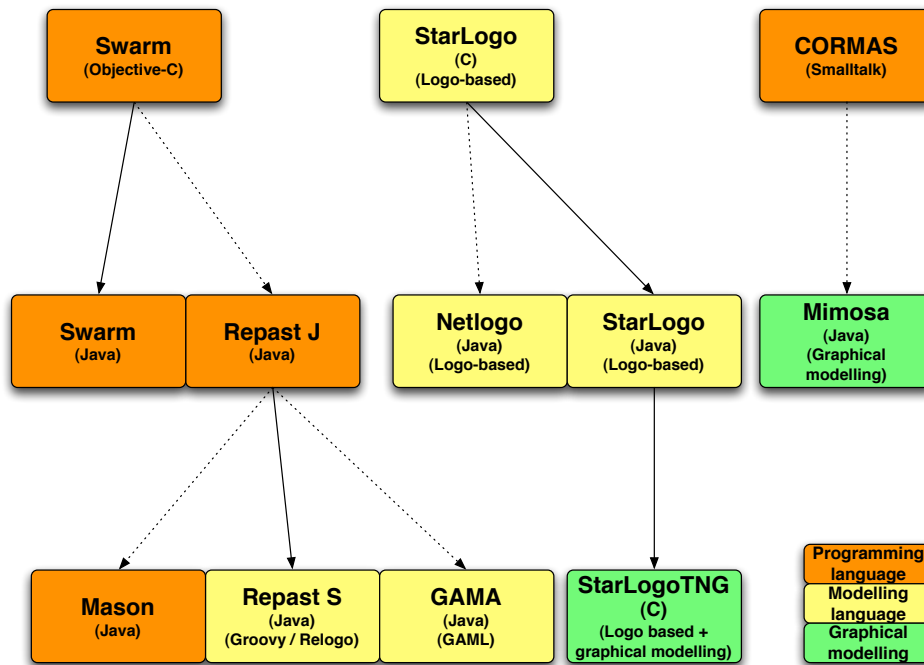 Swarm
(Objective-C)
StarLogo
(C)
(Logo-based)
CORMAS
(Smalltalk)
Swarm
(Java)
Repast J
(Java)
Netlogo
(Java)
(Logo-based)
StarLogo
(Java)
(Logo-based)
Mimosa
(Java)
(Graphical
modelling)
Mason
(Java)
Repast S
(Java)
(Groovy / Relogo)
GAMA
(Java)
(GAML)
StarLogoTNG
(C)
(Logo based +
graphical modelling)
Programming
language
Modelling
language
Graphical
modelling